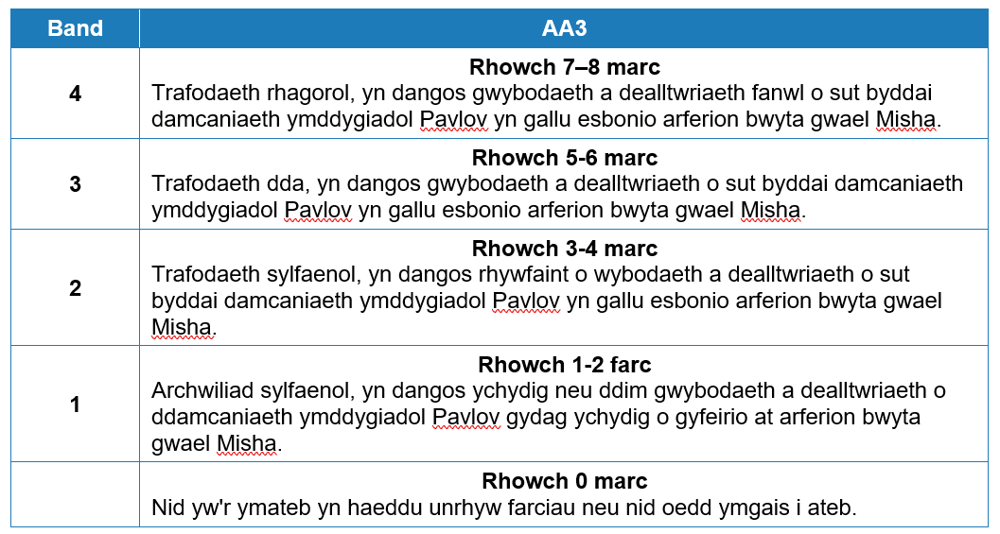 Band AA3
Rhowch 7–8 marc
4
Trafodaeth rhagorol, yn dangos gwybodaeth a dealltwriaeth fanwl o sut byddai
damcaniaeth ymddygiadol Pavlov yn gallu esbonio arferion bwyta gwael Misha.
Rhowch 5-6 marc
3
Trafodaeth dda, yn dangos gwybodaeth a dealltwriaeth o sut byddai damcaniaeth
ymddygiadol Pavlov yn gallu esbonio arferion bwyta gwael Misha.
Rhowch 3-4 marc
2
Trafodaeth sylfaenol, yn dangos rhywfaint o wybodaeth a dealltwriaeth o sut
byddai damcaniaeth ymddygiadol Pavlov yn gallu esbonio arferion bwyta gwael
Misha.
Rhowch 1-2 farc
1
Archwiliad sylfaenol, yn dangos ychydig neu ddim gwybodaeth a dealltwriaeth o
ddamcaniaeth ymddygiadol Pavlov gydag ychydig o gyfeirio at arferion bwyta
gwael Misha.
Rhowch 0 marc
Nid yw'r ymateb yn haeddu unrhyw farciau neu nid oedd ymgais i ateb.